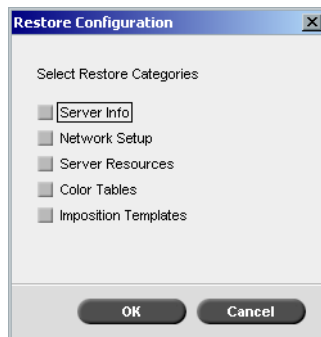 Restore Configuration
Select Restore Categories
Server Info
Network Setup
Server Resources
Color Tables
Imposition Templates
OK Cancel